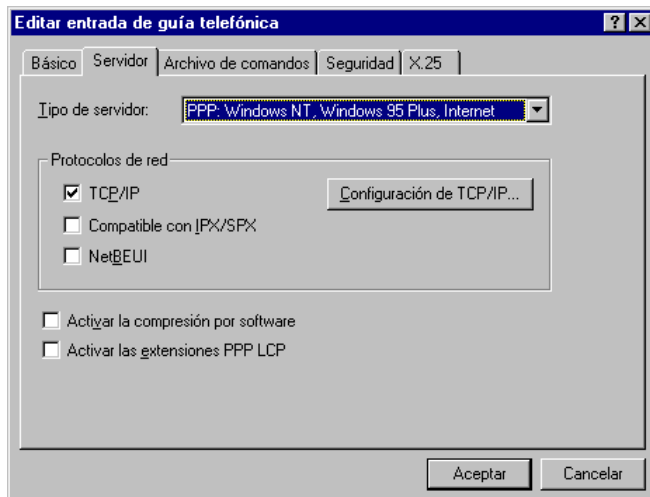 Editar entrada de guía telefónica
Básico Servidor Archivo de comandos Seguridad X.25
Tipo de servidor: PPP: Windows NT, Windows 95 Plus, Internet
Protocolos de red
TCP/IP Configuración de TCP/IP...
Compatible con IPX/SPX
NetBEUI
Activar la compresión por software
Activar las extensiones PPP LCP
Aceptar Cancelar